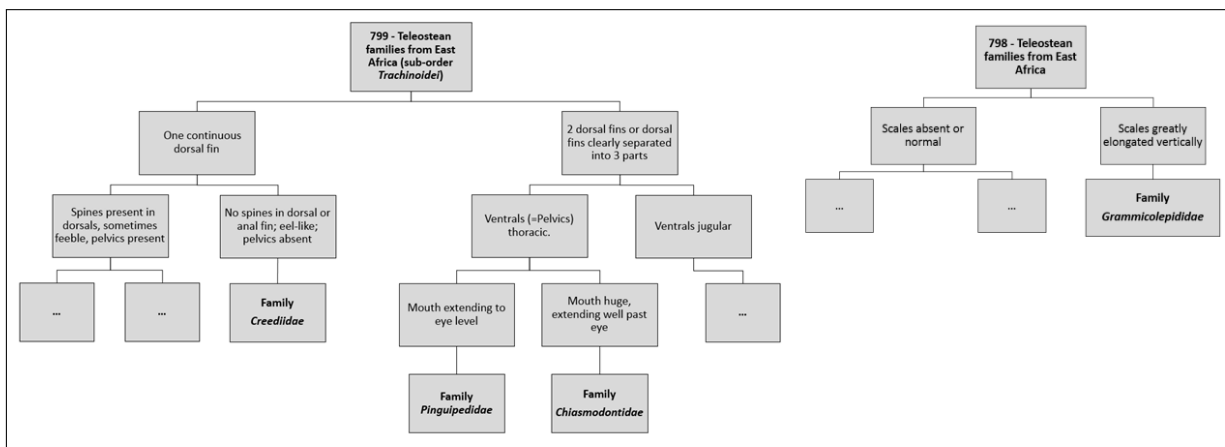 799 - Teleostean
families from East
Africa (sub-order
Trachinoidei)
One continuous
dorsal fin
2 dorsal fins or dorsal
fins clearly separated
into 3 parts
Spines present in
dorsals, sometimes
feeble, pelvics present
No spines in dorsal or
anal fin; eel-like;
pelvics absent
Ventrals (=Pelvics)
thoracic.
Ventrals jugular
...
...
Family
Creediidae
Mouth extending to
eye level
Mouth huge,
extending well past
eye
...
Family
Pinguipedidae
Family
Chiasmodontidae
798 - Teleostean
families from East
Africa
Scales absent or
normal
Scales greatly
elongated vertically
...
...
Family
Grammicolepididae